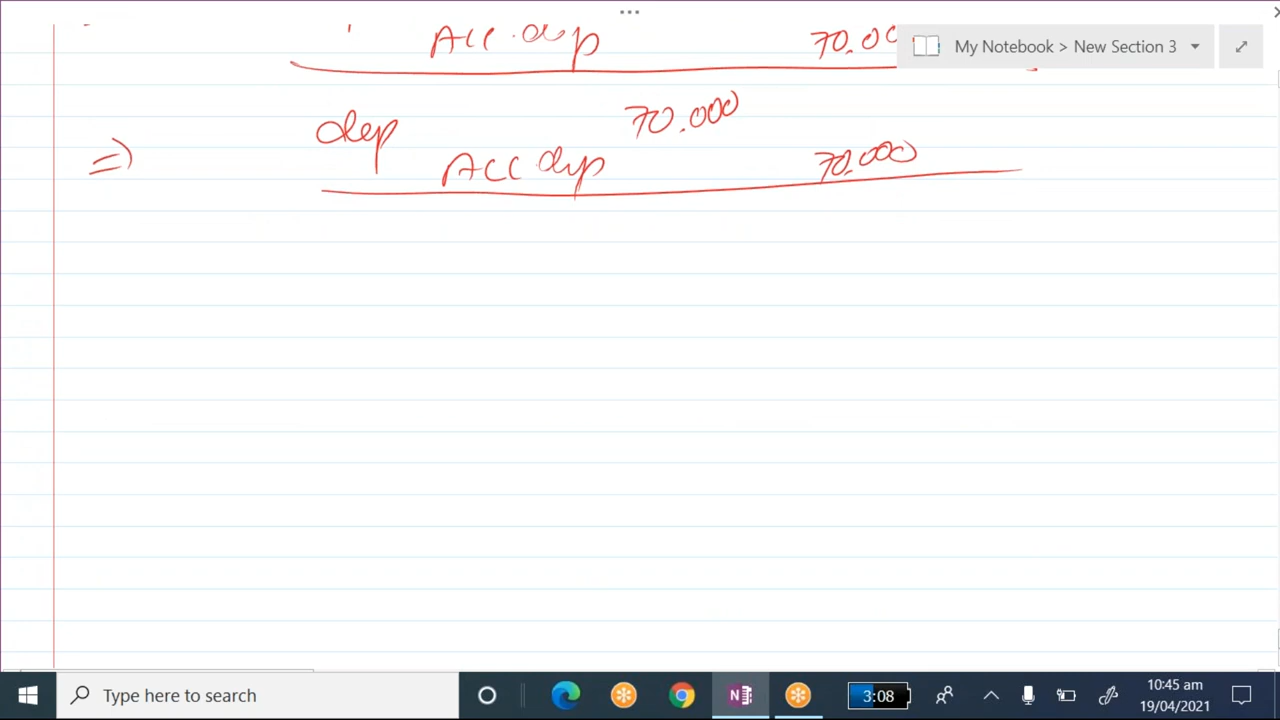 ...
Acc. dep 70.00
My Notebook > New Section 3
dep 70.000
=) Acc dep 70.000
Type here to search
3:08
10:45 am
19/04/2021